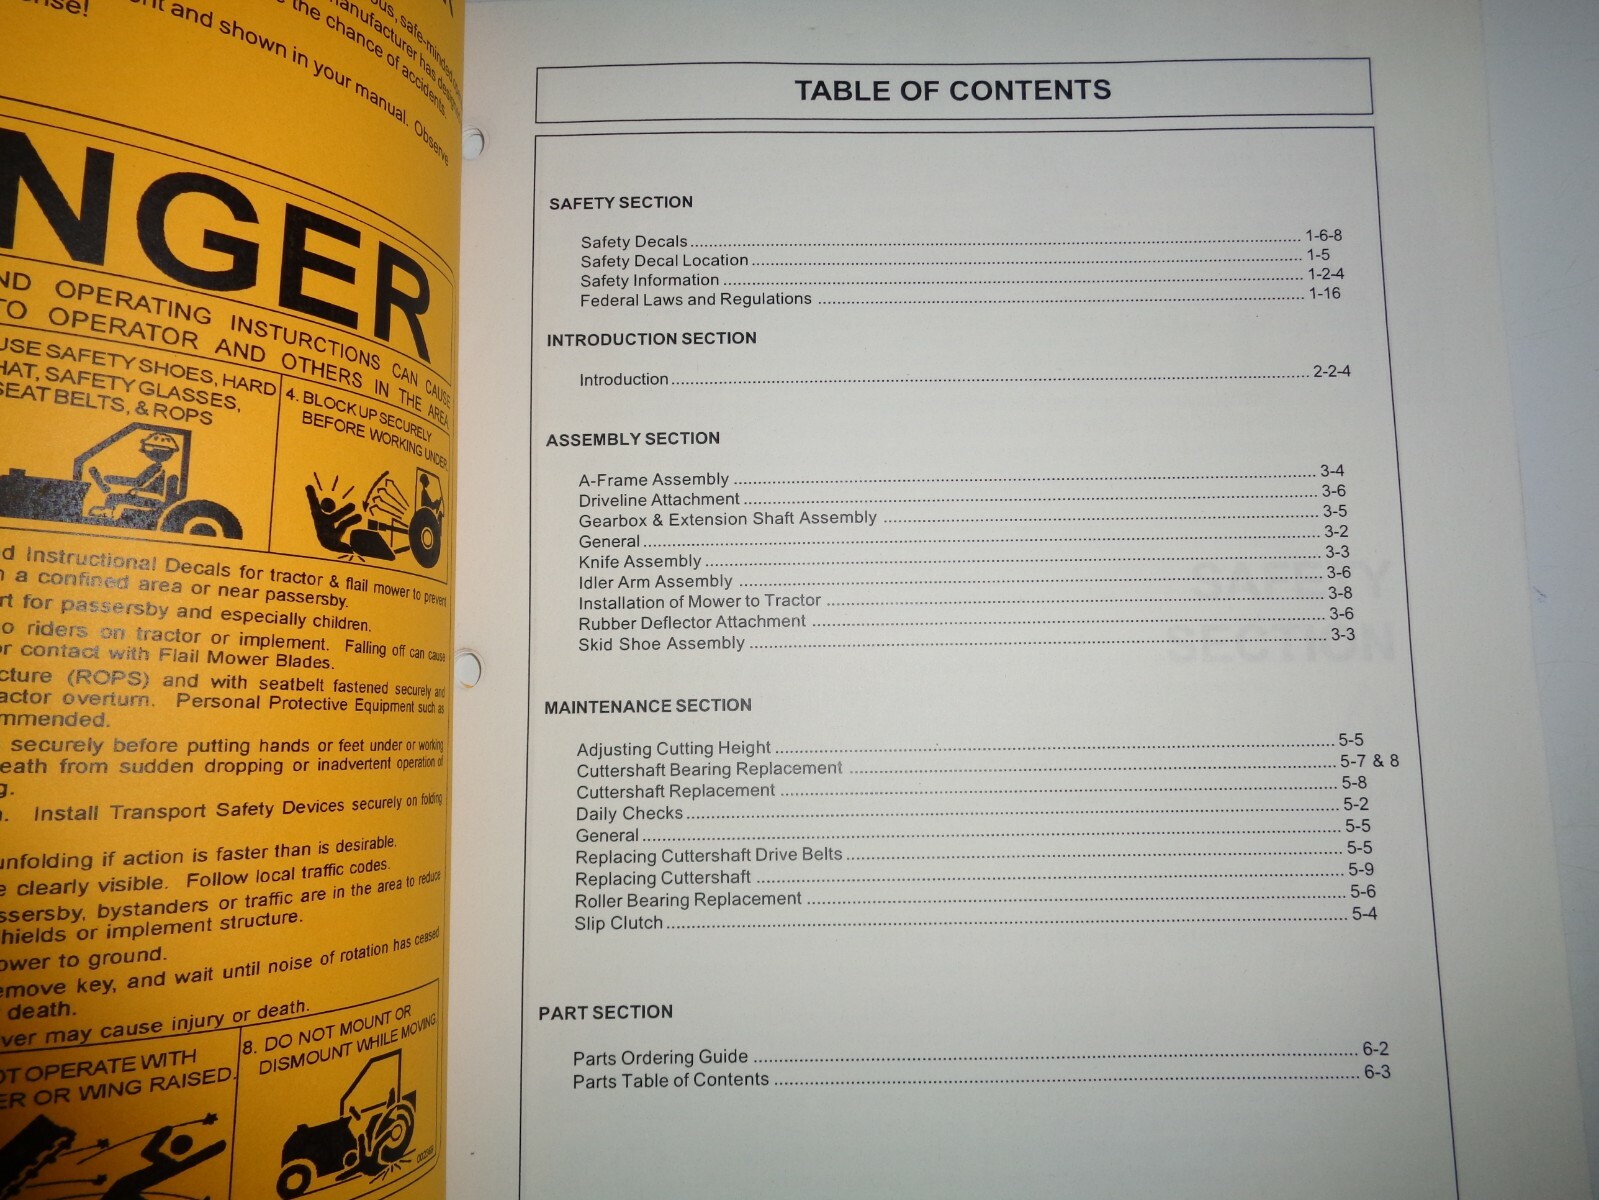 ense!
nt and shown in your manual. Observe
the chance of accidents.
manufacturer has
ous, safe-minded
NGER
ND OPERATING INSTURCTIONS CAN CAUSE
TO OPERATOR AND OTHERS IN THE AREA
USE SAFETY SHOES, HARD
HAT, SAFETY GLASSES,
SEAT BELTS, & ROPS
4. BLOCK UP SECURELY
BEFORE WORKING UNDER.
d Instructional Decals for tractor & flail mower to prevent
n a confined area or near passersby.
rt for passersby and especially children.
o riders on tractor or implement. Falling off can cause
or contact with Flail Mower Blades.
cture (ROPS) and with seatbelt fastened securely and
actor overturn. Personal Protective Equipment such as
mmended.
securely before putting hands or feet under or working
eath from sudden dropping or inadvertent operation of
g.
. Install Transport Safety Devices securely on folding
unfolding if action is faster than is desirable.
e clearly visible. Follow local traffic codes.
ssersby, bystanders or traffic are in the area to reduce
hields or implement structure.
ower to ground.
emove key, and wait until noise of rotation has ceased
death.
ver may cause injury or death.
OT OPERATE WITH
ER OR WING RAISED.
8. DO NOT MOUNT OR
DISMOUNT WHILE MOVING.
TABLE OF CONTENTS
SAFETY SECTION
Safety Decals 1-6-8
Safety Decal Location 1-5
Safety Information 1-2-4
Federal Laws and Regulations 1-16
INTRODUCTION SECTION
Introduction 2-2-4
ASSEMBLY SECTION
A-Frame Assembly 3-4
Driveline Attachment 3-6
Gearbox & Extension Shaft Assembly 3-5
General 3-2
Knife Assembly 3-3
Idler Arm Assembly 3-6
Installation of Mower to Tractor 3-8
Rubber Deflector Attachment 3-6
Skid Shoe Assembly 3-3
SAFETY
SECTION
MAINTENANCE SECTION
Adjusting Cutting Height 5-5
Cuttershaft Bearing Replacement 5-7 & 8
Cuttershaft Replacement 5-8
Daily Checks 5-2
General 5-5
Replacing Cuttershaft Drive Belts 5-5
Replacing Cuttershaft 5-9
Roller Bearing Replacement 5-6
Slip Clutch 5-4
PART SECTION
Parts Ordering Guide 6-2
Parts Table of Contents 6-3